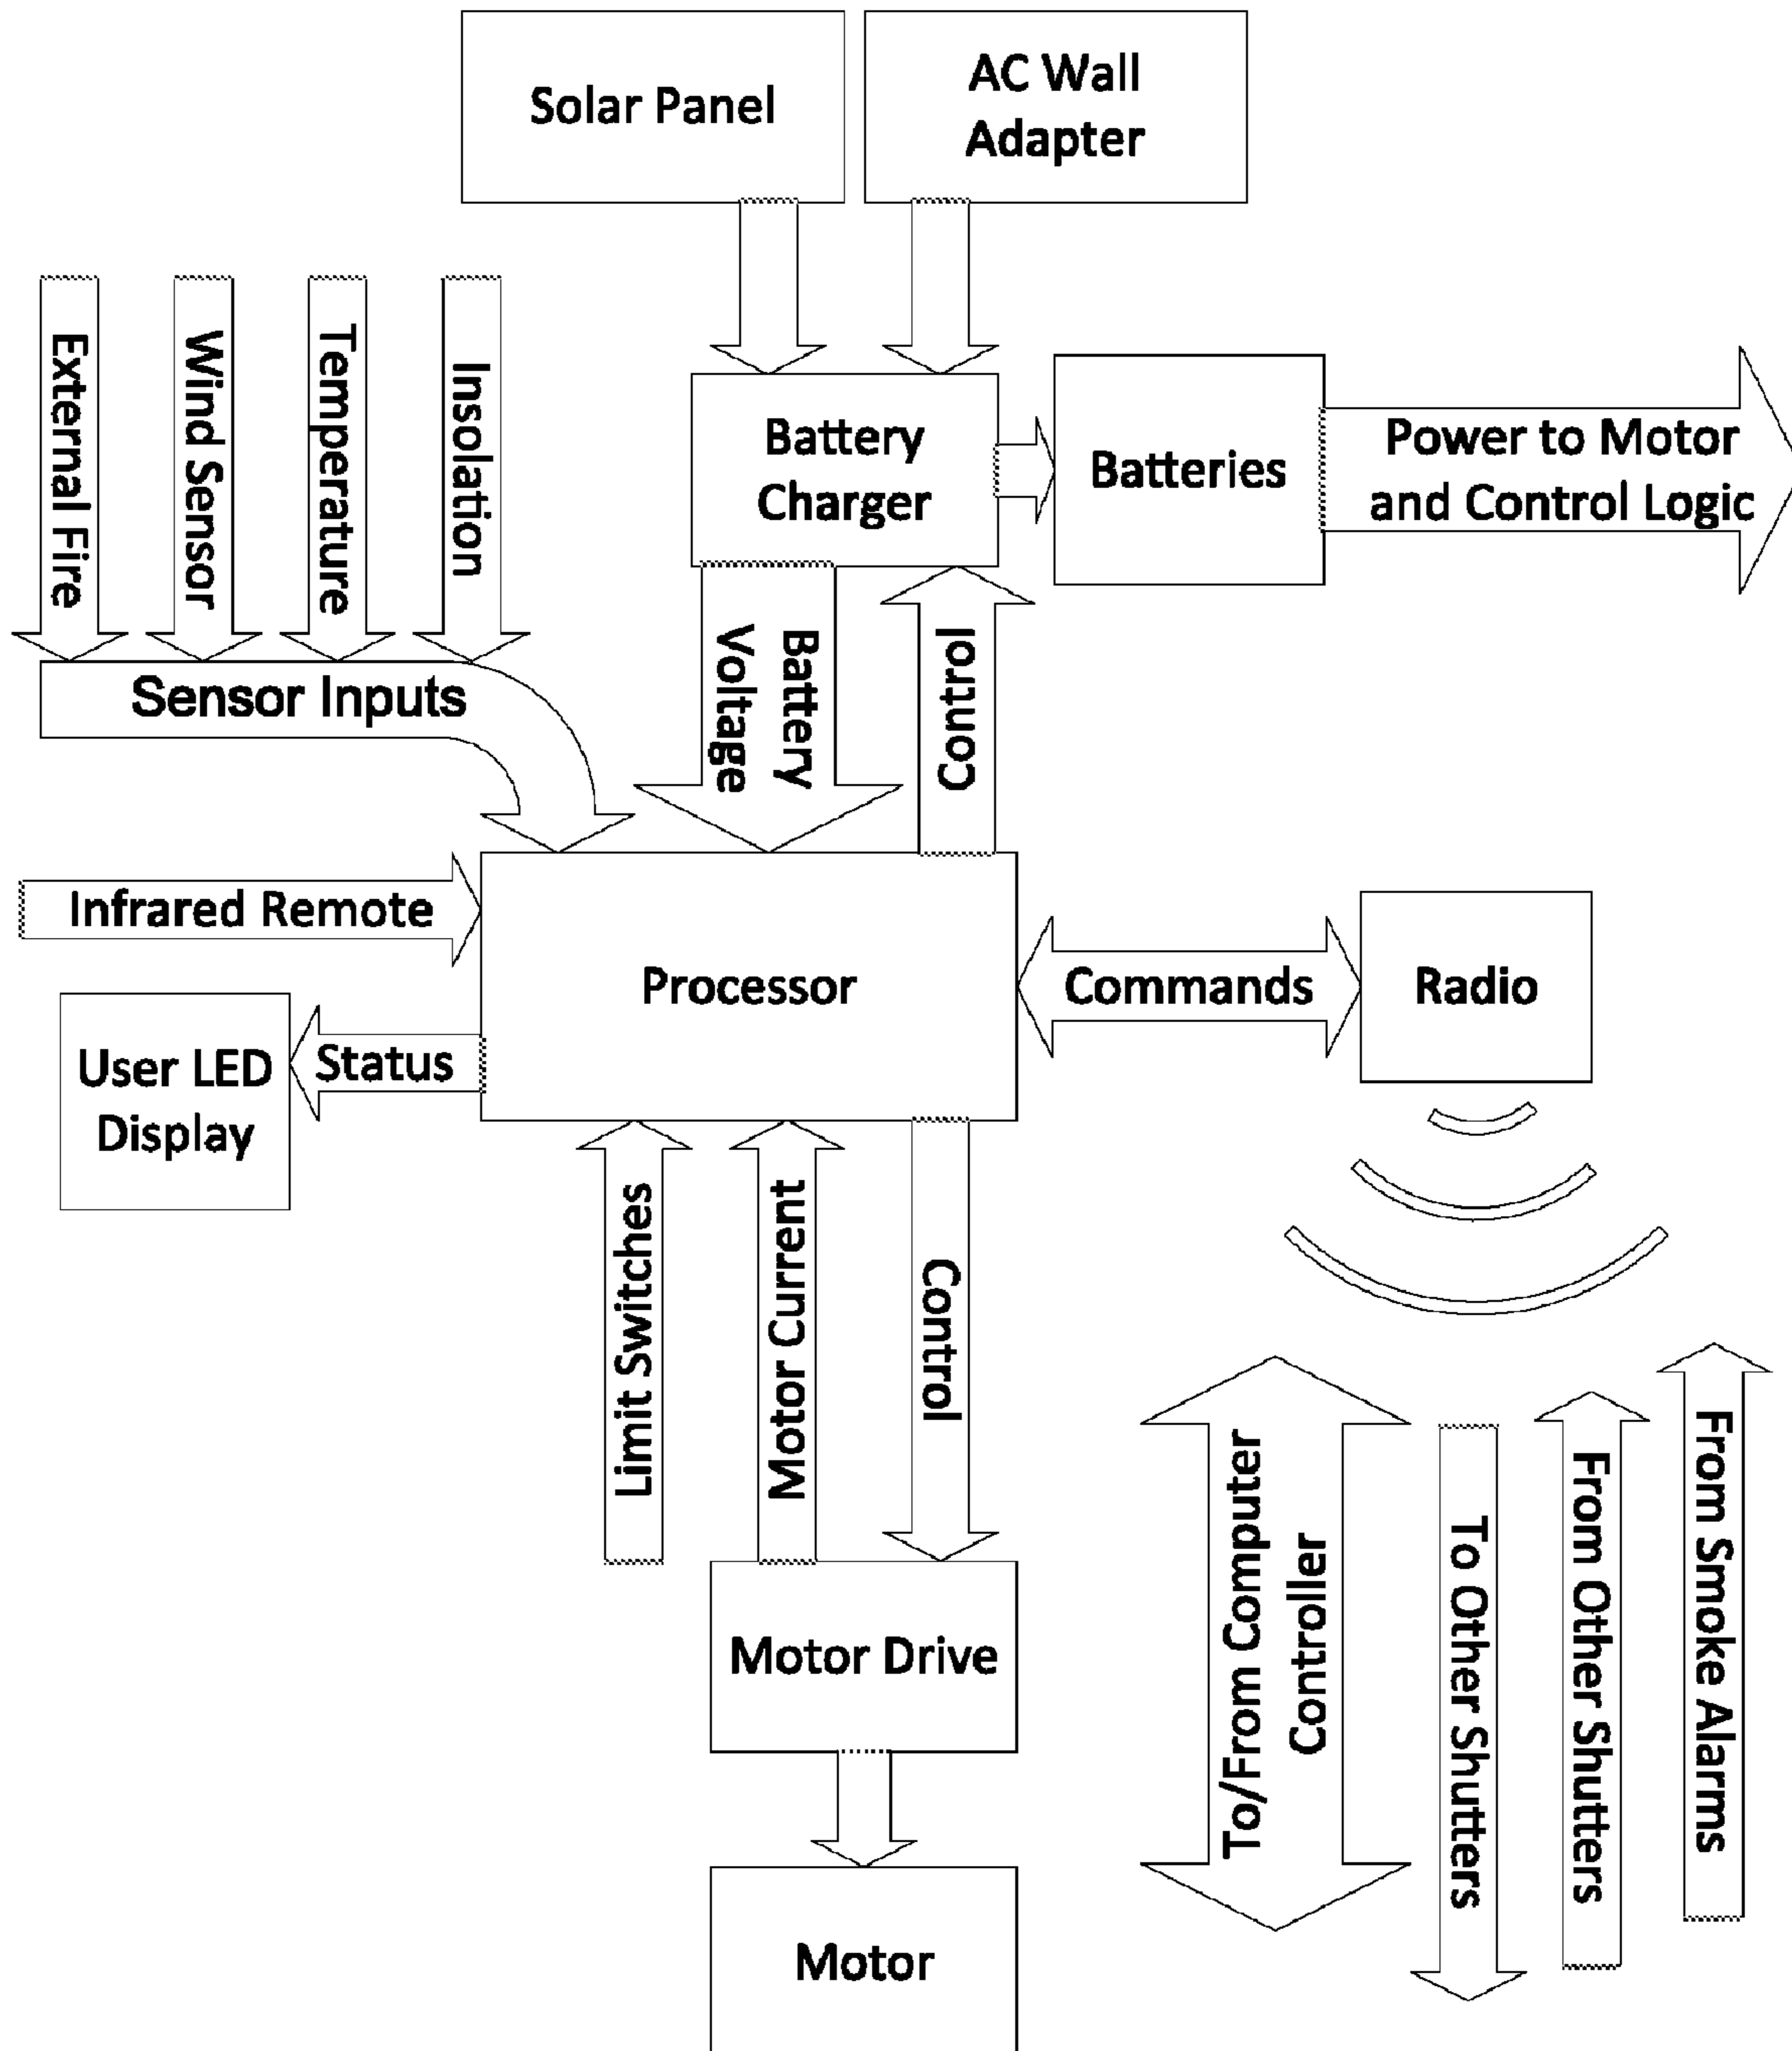 Solar Panel
AC Wall
Adapter
External Fire
Wind Sensor
Temperature
Insolation
Battery
Charger
Batteries
Power to Motor
and Control Logic
Sensor Inputs
Battery
Voltage
Control
Infrared Remote
Processor
Commands
Radio
User LED
Display
Status
Limit Switches
Motor Current
Control
Motor Drive
Motor
To/From Computer
Controller
To Other Shutters
From Other Shutters
From Smoke Alarms